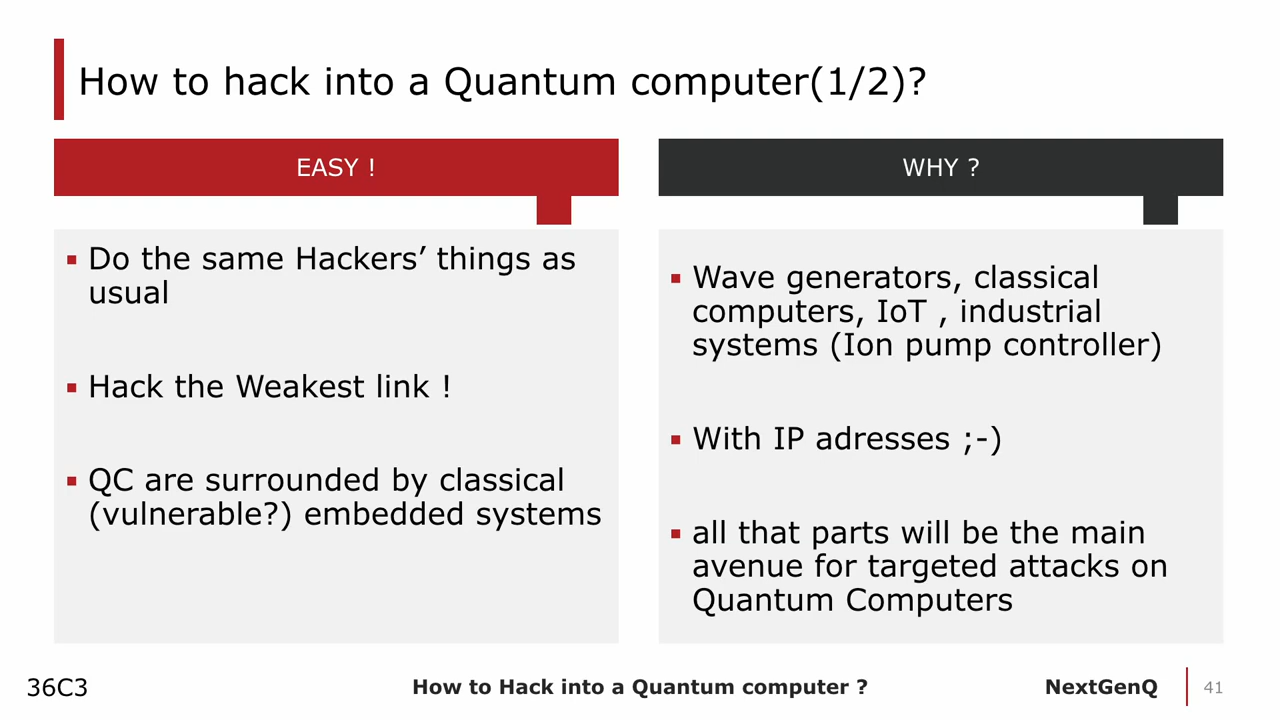 How to hack into a Quantum computer(1/2)?
EASY !
Do the same Hackers’ things as
usual
Hack the Weakest link !
QC are surrounded by classical
(vulnerable?) embedded systems
WHY ?
Wave generators, classical
computers, IoT , industrial
systems (Ion pump controller)
With IP adresses ;-)
all that parts will be the main
avenue for targeted attacks on
Quantum Computers
36C3
How to Hack into a Quantum computer ?
NextGenQ
41